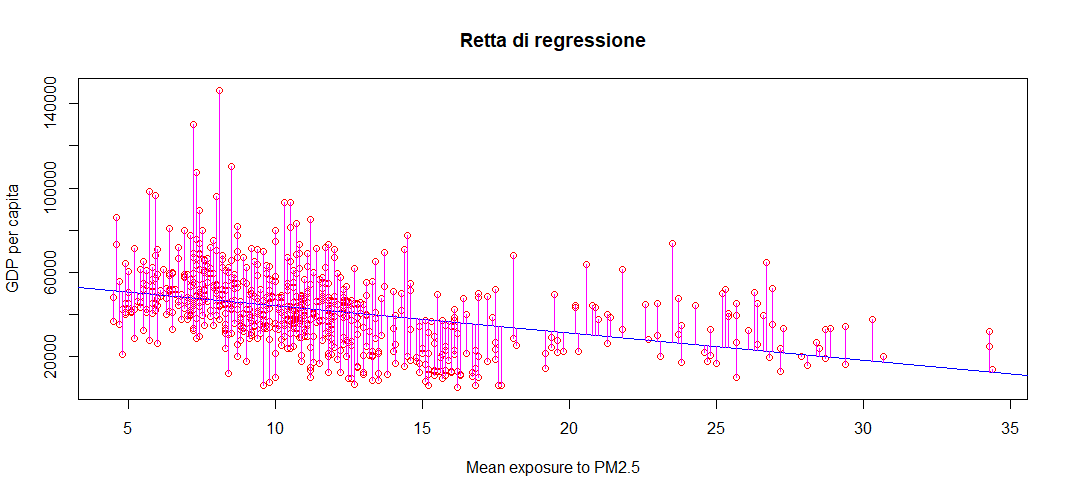 Retta di regressione
GDP per capita
20000 60000 100000 140000
5 10 15 20 25 30 35
Mean exposure to PM2.5